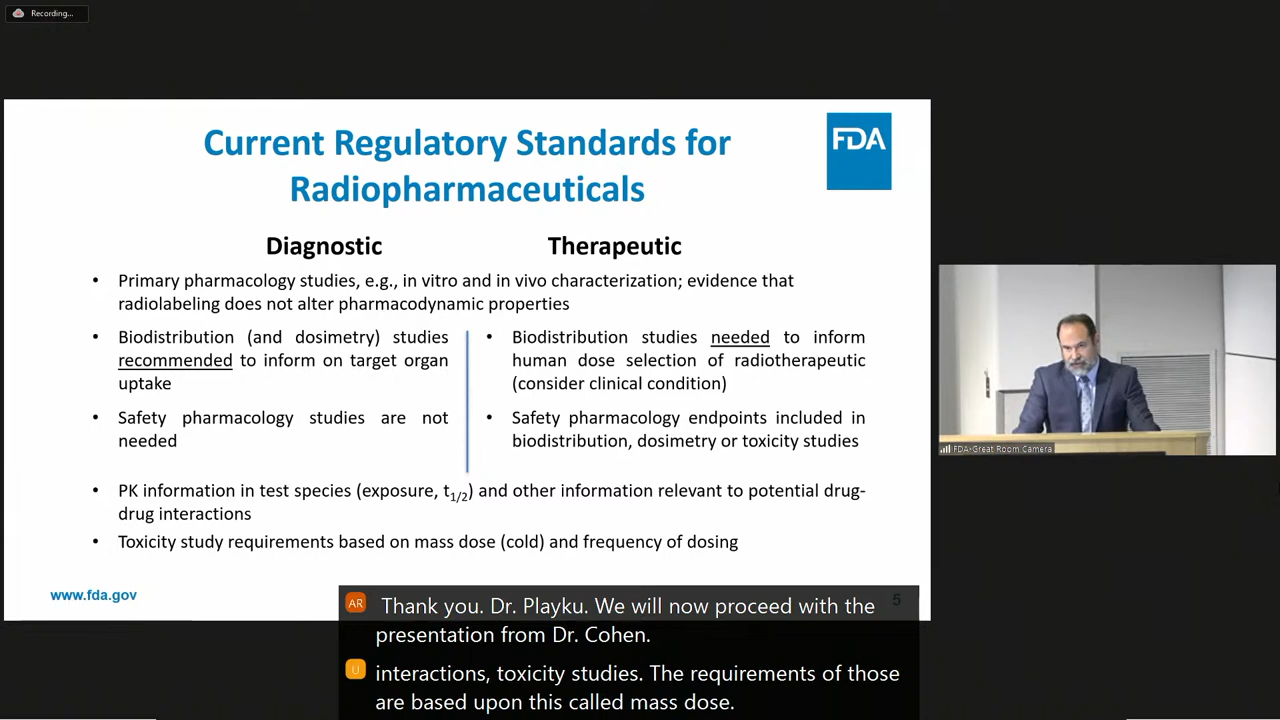 Recording...
Current Regulatory Standards for
Radiopharmaceuticals
FDA
Diagnostic
Therapeutic
• Primary pharmacology studies, e.g., in vitro and in vivo characterization; evidence that
radiolabeling does not alter pharmacodynamic properties
• Biodistribution (and dosimetry) studies
recommended to inform on target organ
uptake
• Safety pharmacology studies are not
needed
• Biodistribution studies needed to inform
human dose selection of radiotherapeutic
(consider clinical condition)
• Safety pharmacology endpoints included in
biodistribution, dosimetry or toxicity studies
• PK information in test species (exposure, t1/2) and other information relevant to potential drug-
drug interactions
• Toxicity study requirements based on mass dose (cold) and frequency of dosing
www.fda.gov
5
FDA-Great Room Camera
AR Thank you. Dr. Playku. We will now proceed with the
presentation from Dr. Cohen.
U interactions, toxicity studies. The requirements of those
are based upon this called mass dose.